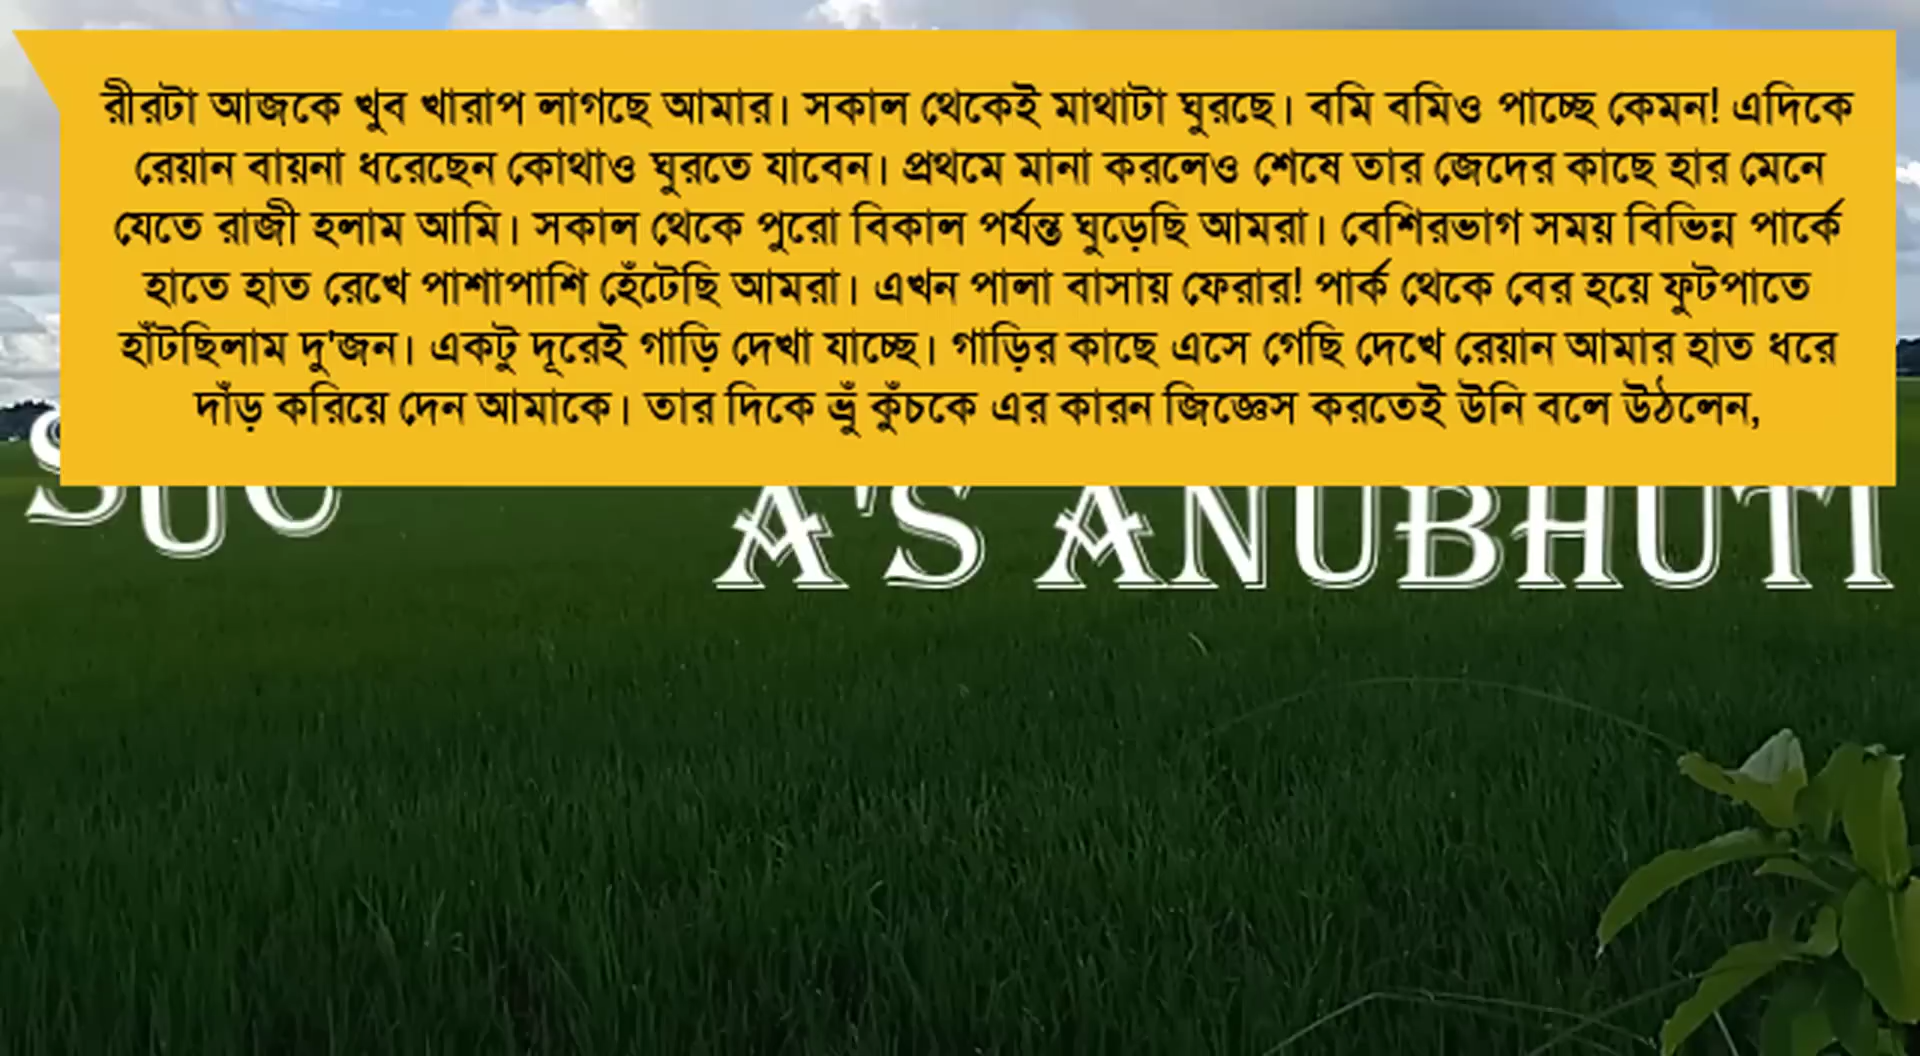 রীরটা আজকে খুব খারাপ লাগছে আমার। সকাল থেকেই মাথাটা ঘুরছে। বমি বমিও পাচ্ছে কেমন! এদিকে
রেয়ান বায়না ধরেছেন কোথাও ঘুরতে যাবেন। প্রথমে মানা করলেও শেষে তার জেদের কাছে হার মেনে
যেতে রাজী হলাম আমি। সকাল থেকে পুরো বিকাল পর্যন্ত ঘুড়েছি আমরা। বেশিরভাগ সময় বিভিন্ন পার্কে
হাতে হাত রেখে পাশাপাশি হেঁটেছি আমরা। এখন পালা বাসায় ফেরার! পার্ক থেকে বের হয়ে ফুটপাতে
হাঁটছিলাম দু'জন। একটু দূরেই গাড়ি দেখা যাচ্ছে। গাড়ির কাছে এসে গেছি দেখে রেয়ান আমার হাত ধরে
দাঁড় করিয়ে দেন আমাকে। তার দিকে ভ্রুঁ কুঁচকে এর কারন জিজ্ঞেস করতেই উনি বলে উঠলেন,
A'S ANUBHUTI